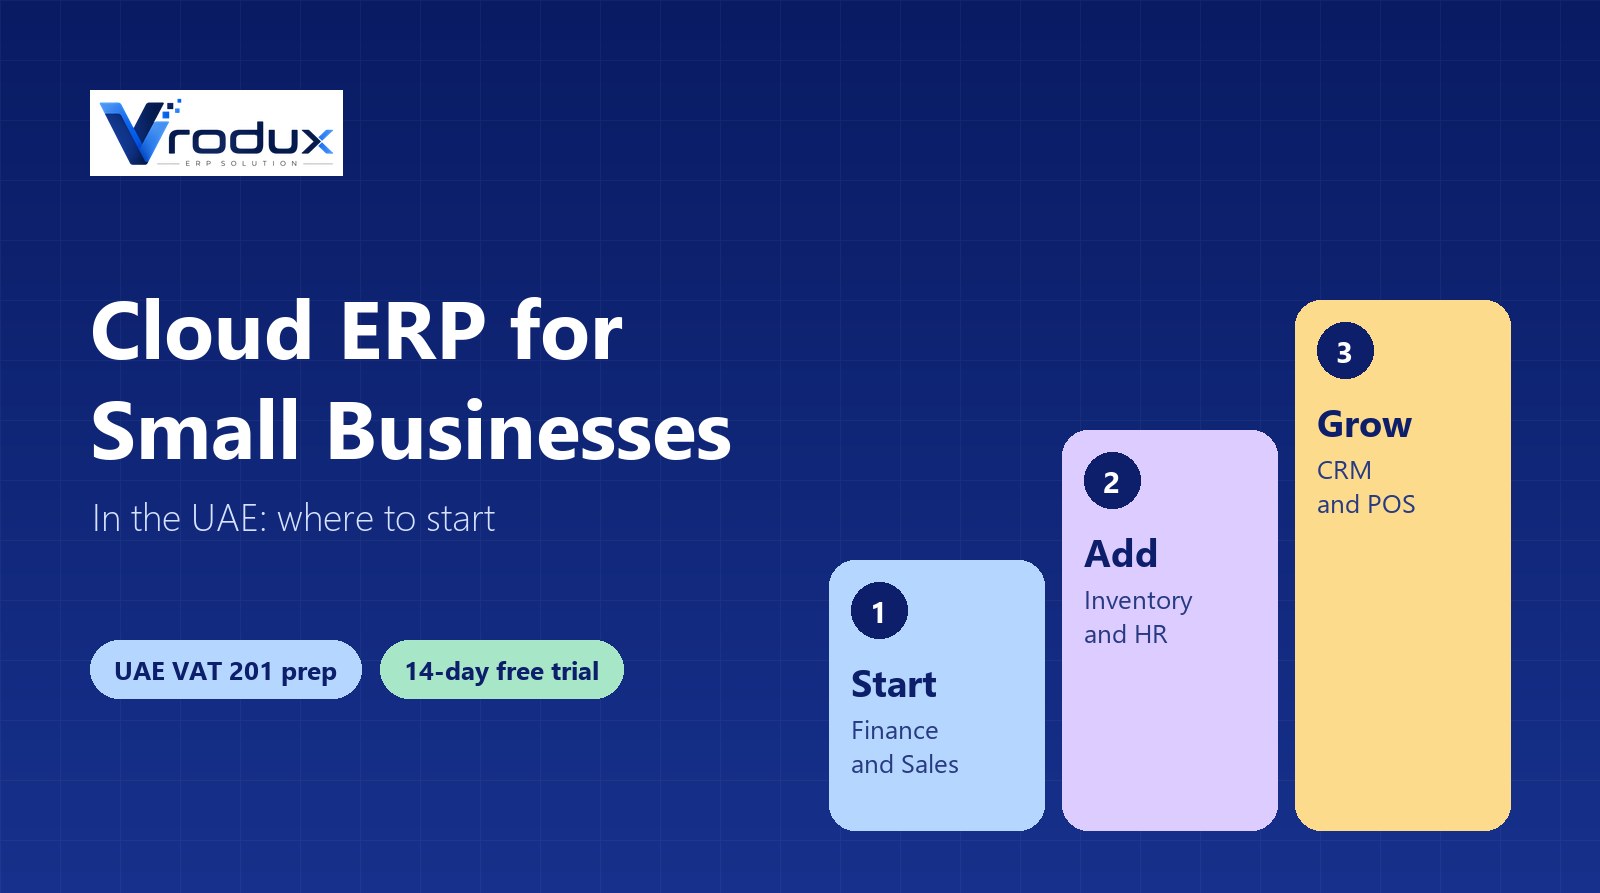 Vrodux
ERP SOLUTION
Cloud ERP for
Small Businesses
In the UAE: where to start
UAE VAT 201 prep
14-day free trial
1
Start
Finance
and Sales
2
Add
Inventory
and HR
3
Grow
CRM
and POS